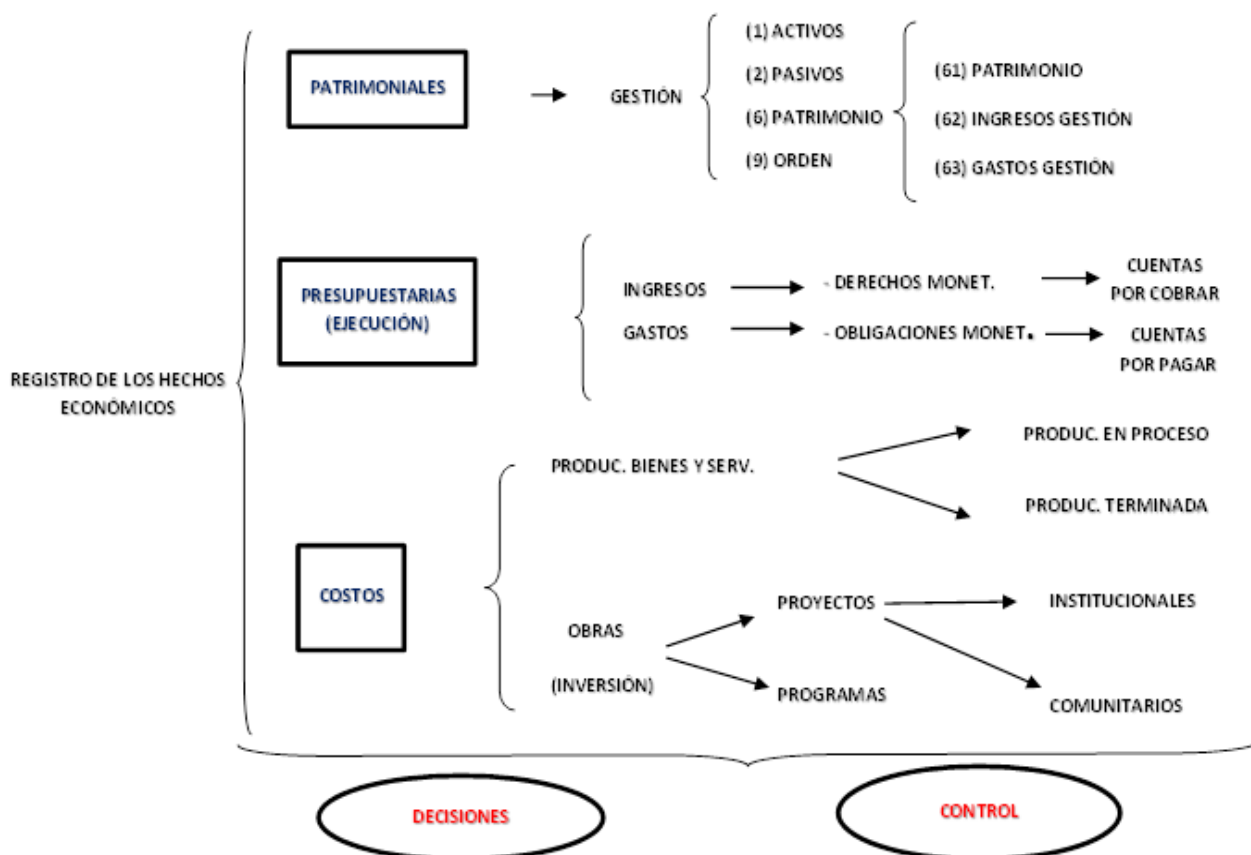 REGISTRO DE LOS HECHOS
ECONÓMICOS
PATRIMONIALES
GESTIÓN
(1) ACTIVOS
(2) PASIVOS
(6) PATRIMONIO
(9) ORDEN
(61) PATRIMONIO
(62) INGRESOS GESTIÓN
(63) GASTOS GESTIÓN
PRESUPUESTARIAS
(EJECUCIÓN)
INGRESOS
- DERECHOS MONET.
CUENTAS
POR COBRAR
GASTOS
- OBLIGACIONES MONET.
CUENTAS
POR PAGAR
COSTOS
PRODUC. BIENES Y SERV.
PRODUC. EN PROCESO
PRODUC. TERMINADA
OBRAS
(INVERSIÓN)
PROYECTOS
INSTITUCIONALES
PROGRAMAS
COMUNITARIOS
DECISIONES
CONTROL